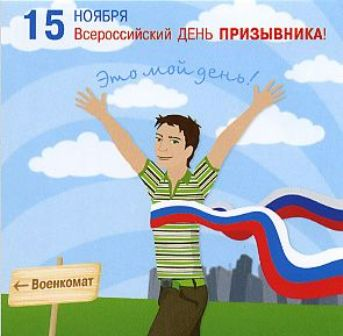 15 НОЯБРЯ
Всероссийский ДЕНЬ ПРИЗЫВНИКА!
Это мой день!
← Военкомат